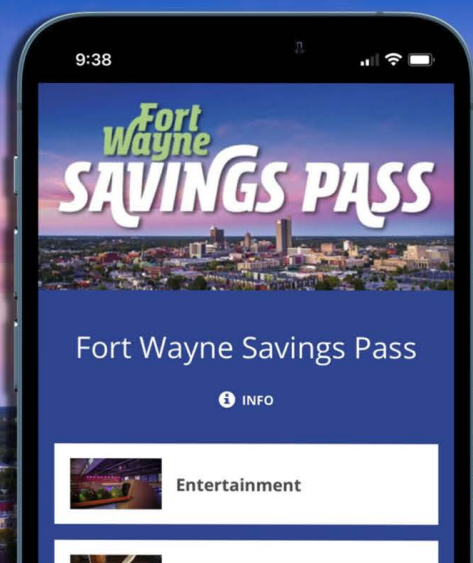 9:38
Fort
Wayne
SAVINGS PASS
Fort Wayne Savings Pass
INFO
Entertainment